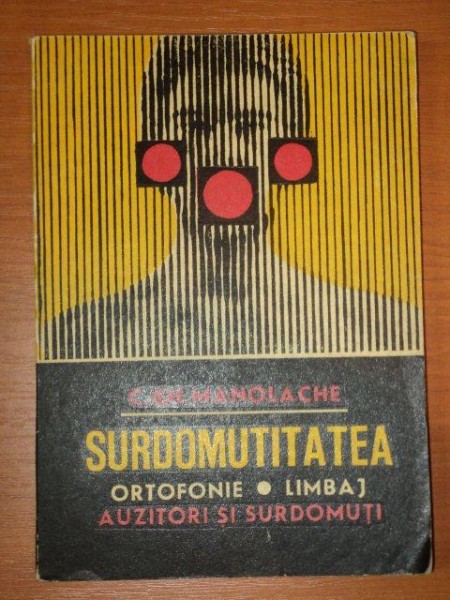 C. GH. MANOLACHE
SURDOMUTITATEA
ORTOFONIE • LIMBAJ
AUZITORI ȘI SURDOMUȚI